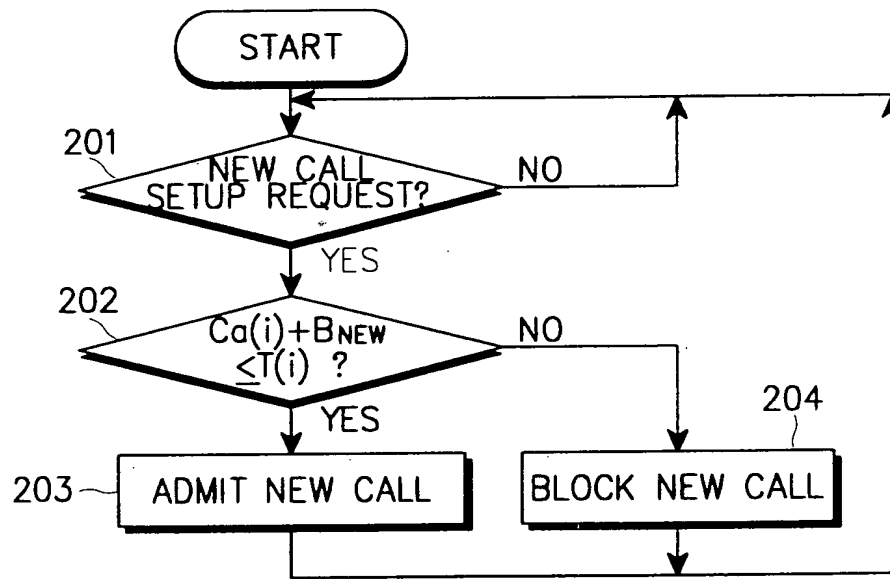 START
201
NEW CALL
SETUP REQUEST?
NO
YES
202
Ca(i)+BNEW
≤T(i) ?
NO
YES
204
203
ADMIT NEW CALL
BLOCK NEW CALL